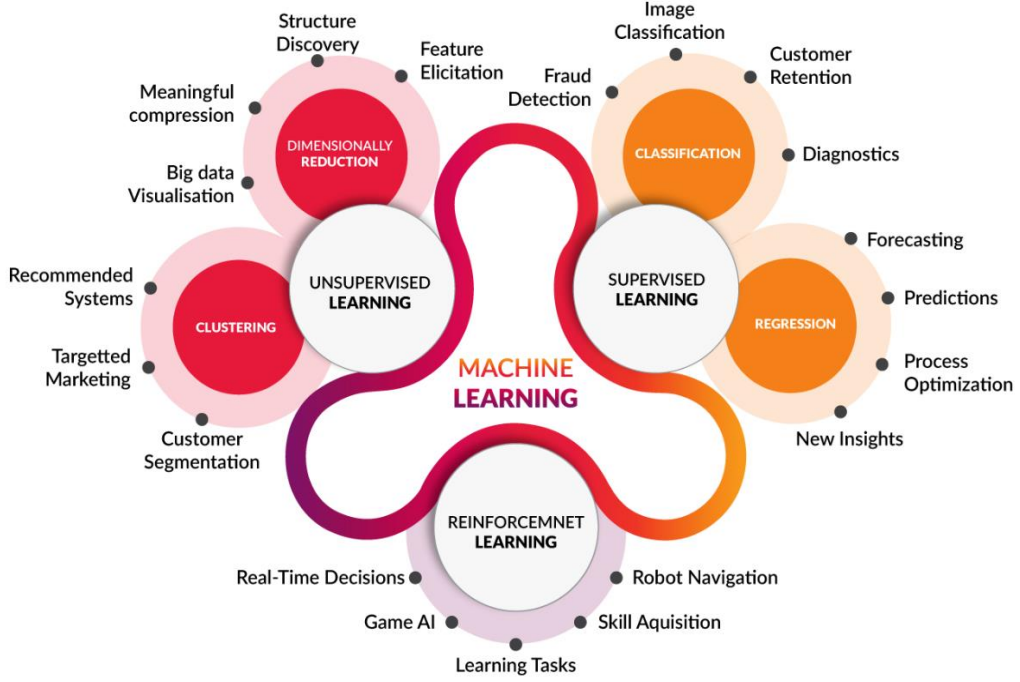 Structure
Discovery
Feature
Elicitation
Meaningful
compression
Big data
Visualisation
DIMENSIONALLY
REDUCTION
Recommended
Systems
Targetted
Marketing
Customer
Segmentation
CLUSTERING
UNSUPERVISED
LEARNING
Image
Classification
Customer
Retention
Fraud
Detection
Diagnostics
CLASSIFICATION
SUPERVISED
LEARNING
Forecasting
Predictions
Process
Optimization
New Insights
REGRESSION
MACHINE
LEARNING
REINFORCEMNET
LEARNING
Real-Time Decisions
Game AI
Learning Tasks
Skill Aquisition
Robot Navigation